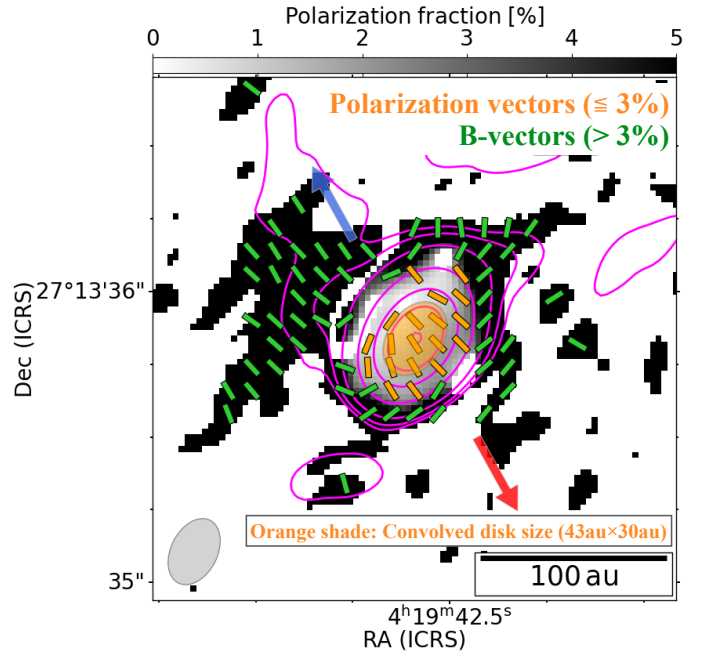 Polarization fraction [%]
0 1 2 3 4 5
Polarization vectors (≦ 3%)
B-vectors (> 3%)
27°13'36"
Dec (ICRS)
Orange shade: Convolved disk size (43au×30au)
100 au
35"
4ʰ19ᵐ42.5ˢ
RA (ICRS)